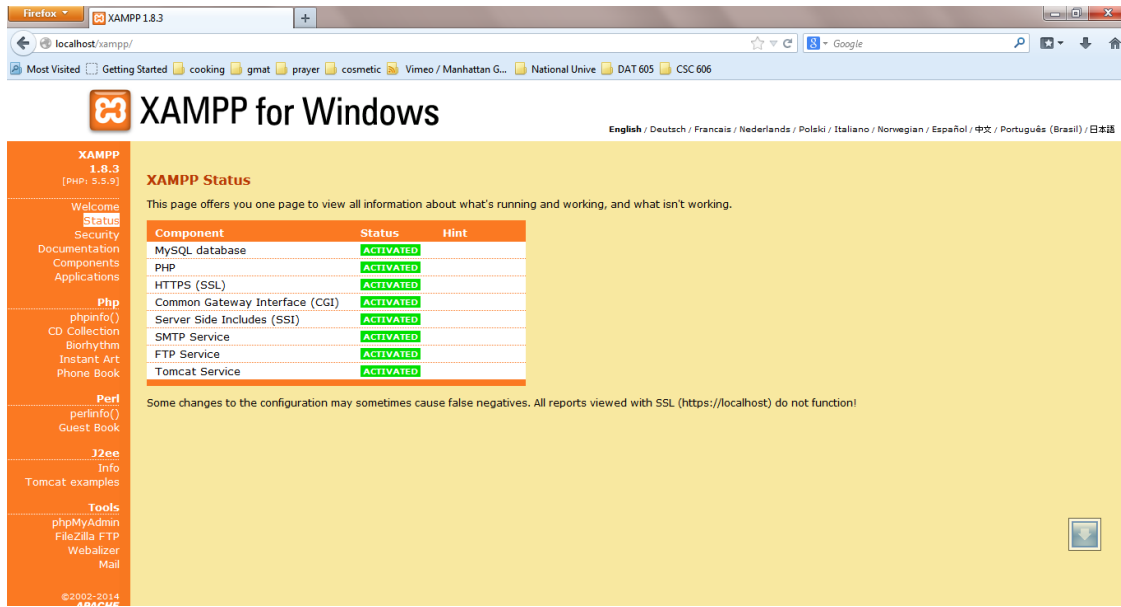 Firefox
XAMPP 1.8.3
localhost/xampp/
Google
Most Visited Getting Started cooking gmat prayer cosmetic Vimeo / Manhattan G... National Unive DAT 605 CSC 606
XAMPP for Windows
English / Deutsch / Francais / Nederlands / Polski / Italiano / Norwegian / Español / 中文 / Português (Brasil) / 日本語
XAMPP
1.8.3
[PHP: 5.5.9]
Welcome
Status
Security
Documentation
Components
Applications
Php
phpinfo()
CD Collection
Biorhythm
Instant Art
Phone Book
Perl
perlinfo()
Guest Book
J2ee
Info
Tomcat examples
Tools
phpMyAdmin
FileZilla FTP
Webalizer
Mail
©2002-2014
APACHE
XAMPP Status
This page offers you one page to view all information about what's running and working, and what isn't working.
Component Status Hint
MySQL database ACTIVATED
PHP ACTIVATED
HTTPS (SSL) ACTIVATED
Common Gateway Interface (CGI) ACTIVATED
Server Side Includes (SSI) ACTIVATED
SMTP Service ACTIVATED
FTP Service ACTIVATED
Tomcat Service ACTIVATED
Some changes to the configuration may sometimes cause false negatives. All reports viewed with SSL (https://localhost) do not function!